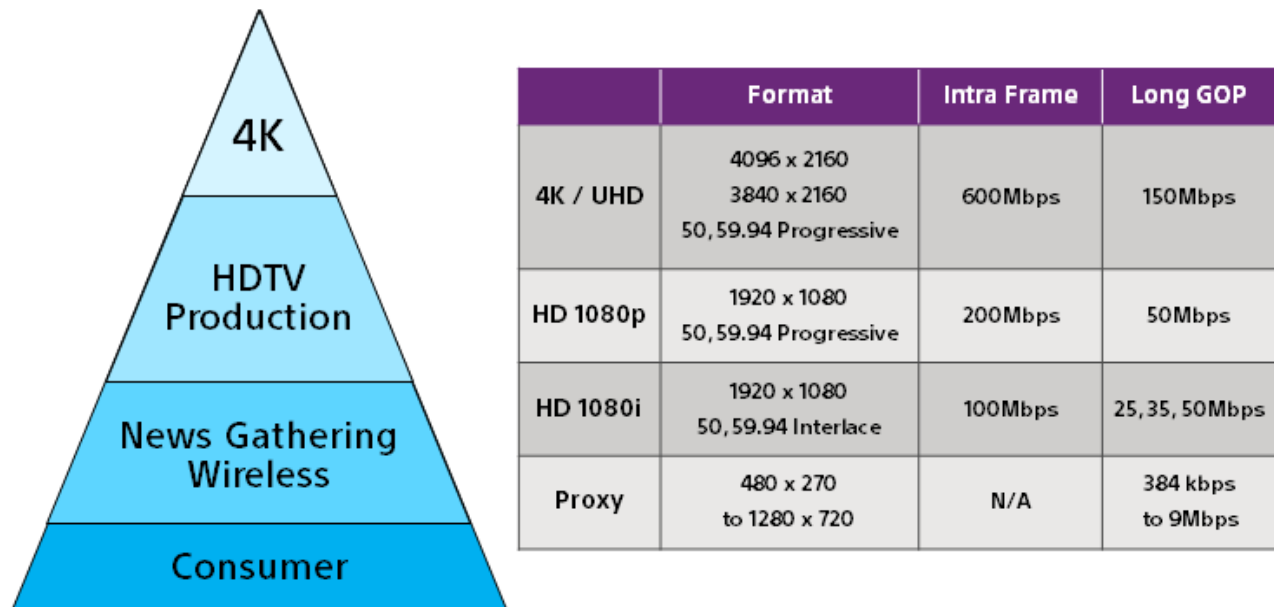 4K
HDTV
Production
News Gathering
Wireless
Consumer
Format Intra Frame Long GOP
4K / UHD
4096 x 2160
3840 x 2160
50, 59.94 Progressive
600Mbps
150Mbps
HD 1080p
1920 x 1080
50, 59.94 Progressive
200Mbps
50Mbps
HD 1080i
1920 x 1080
50, 59.94 Interlace
100Mbps
25, 35, 50Mbps
Proxy
480 x 270
to 1280 x 720
N/A
384 kbps
to 9Mbps